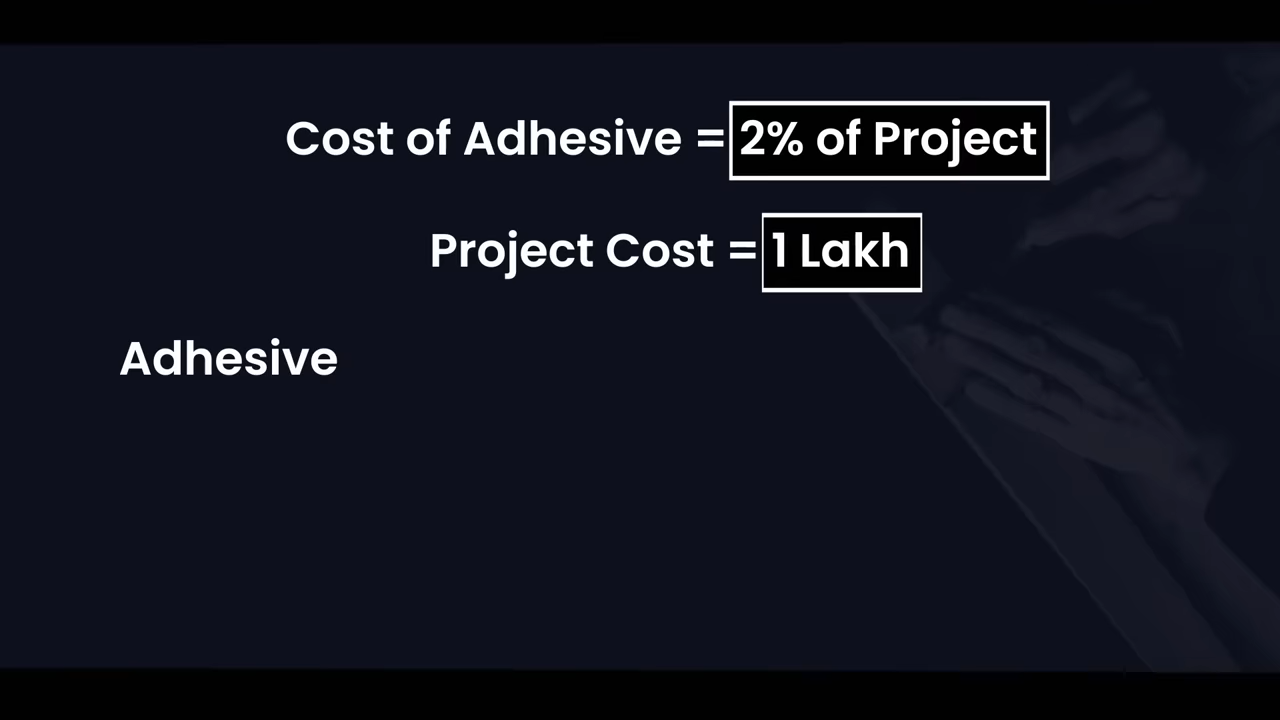 Cost of Adhesive = 2% of Project
Project Cost = 1 Lakh
Adhesive